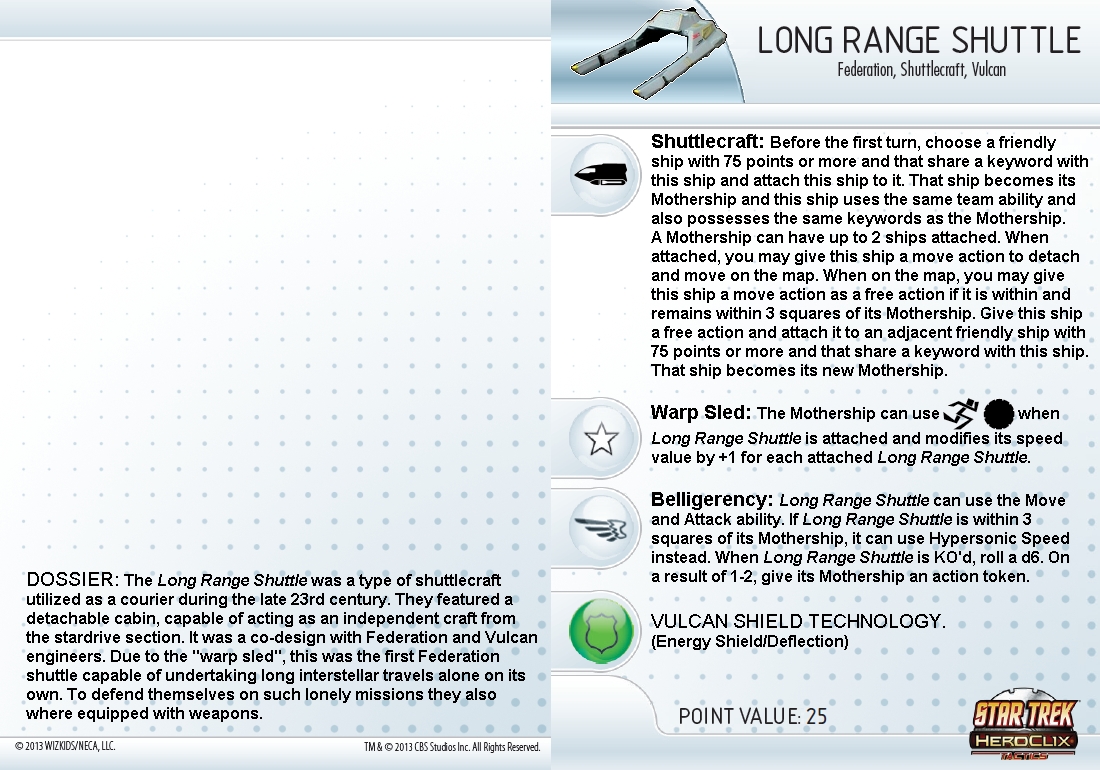 LONG RANGE SHUTTLE
Federation, Shuttlecraft, Vulcan
Shuttlecraft: Before the first turn, choose a friendly
ship with 75 points or more and that share a keyword with
this ship and attach this ship to it. That ship becomes its
Mothership and this ship uses the same team ability and
also possesses the same keywords as the Mothership.
A Mothership can have up to 2 ships attached. When
attached, you may give this ship a move action to detach
and move on the map. When on the map, you may give
this ship a move action as a free action if it is within and
remains within 3 squares of its Mothership. Give this ship
a free action and attach it to an adjacent friendly ship with
75 points or more and that share a keyword with this ship.
That ship becomes its new Mothership.
Warp Sled: The Mothership can use when
Long Range Shuttle is attached and modifies its speed
value by +1 for each attached Long Range Shuttle.
Belligerency: Long Range Shuttle can use the Move
and Attack ability. If Long Range Shuttle is within 3
squares of its Mothership, it can use Hypersonic Speed
instead. When Long Range Shuttle is KO'd, roll a d6. On
a result of 1-2, give its Mothership an action token.
VULCAN SHIELD TECHNOLOGY.
(Energy Shield/Deflection)
POINT VALUE: 25
STAR TREK
HEROCLIX
TACTICS
DOSSIER: The Long Range Shuttle was a type of shuttlecraft
utilized as a courier during the late 23rd century. They featured a
detachable cabin, capable of acting as an independent craft from
the stardrive section. It was a co-design with Federation and Vulcan
engineers. Due to the "warp sled", this was the first Federation
shuttle capable of undertaking long interstellar travels alone on its
own. To defend themselves on such lonely missions they also
where equipped with weapons.
© 2013 WIZKIDS/NECA, LLC.
TM & © 2013 CBS Studios Inc. All Rights Reserved.